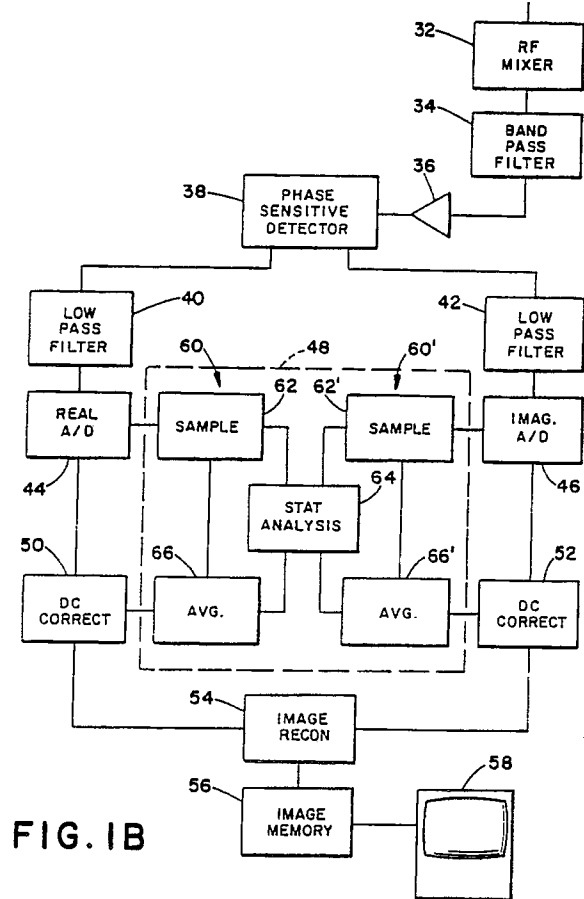 32
RF
MIXER
34
BAND
PASS
FILTER
36
38
PHASE
SENSITIVE
DETECTOR
40
LOW
PASS
FILTER
42
LOW
PASS
FILTER
60
48
60'
62
62'
REAL
A/D
SAMPLE
SAMPLE
IMAG.
A/D
44
64
46
STAT
ANALYSIS
50
66
66'
52
DC
CORRECT
AVG.
AVG.
DC
CORRECT
54
IMAGE
RECON
56
58
IMAGE
MEMORY
FIG. 1B